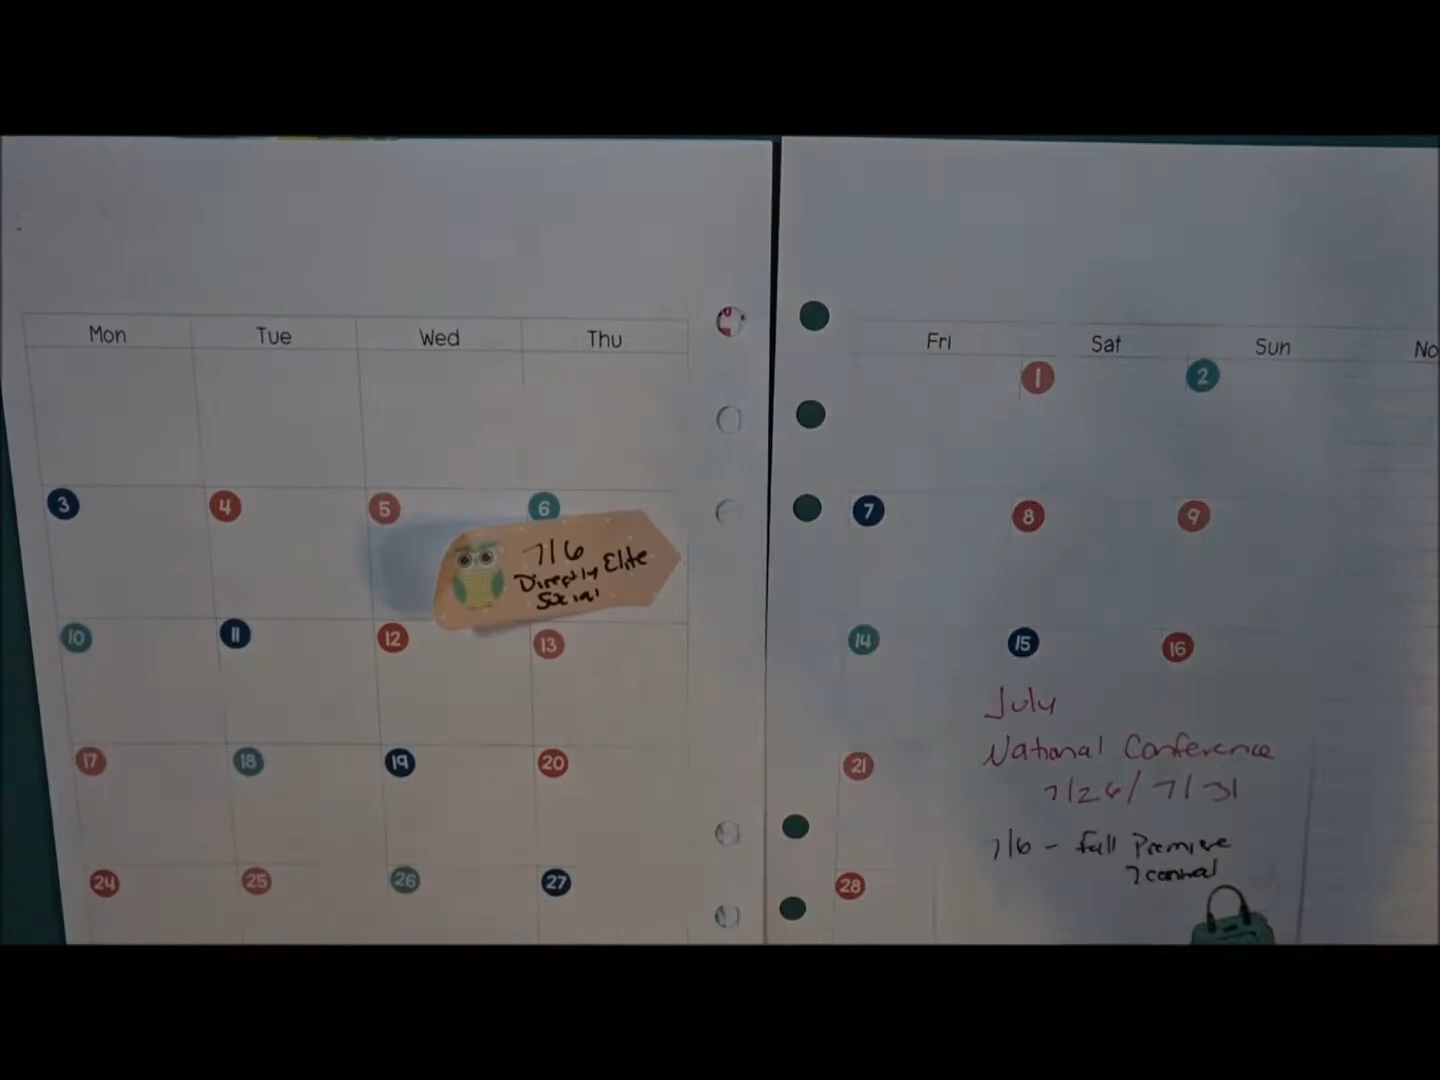 Mon Tue Wed Thu
3 4 5 6
7/6
Directly Elite
Social
10 11 12 13
17 18 19 20
24 25 26 27
Fri Sat Sun No
1 2
7 8 9
14 15 16
July
National Conference
7/26/7/31
21
7/6 - Fall Premiere
28